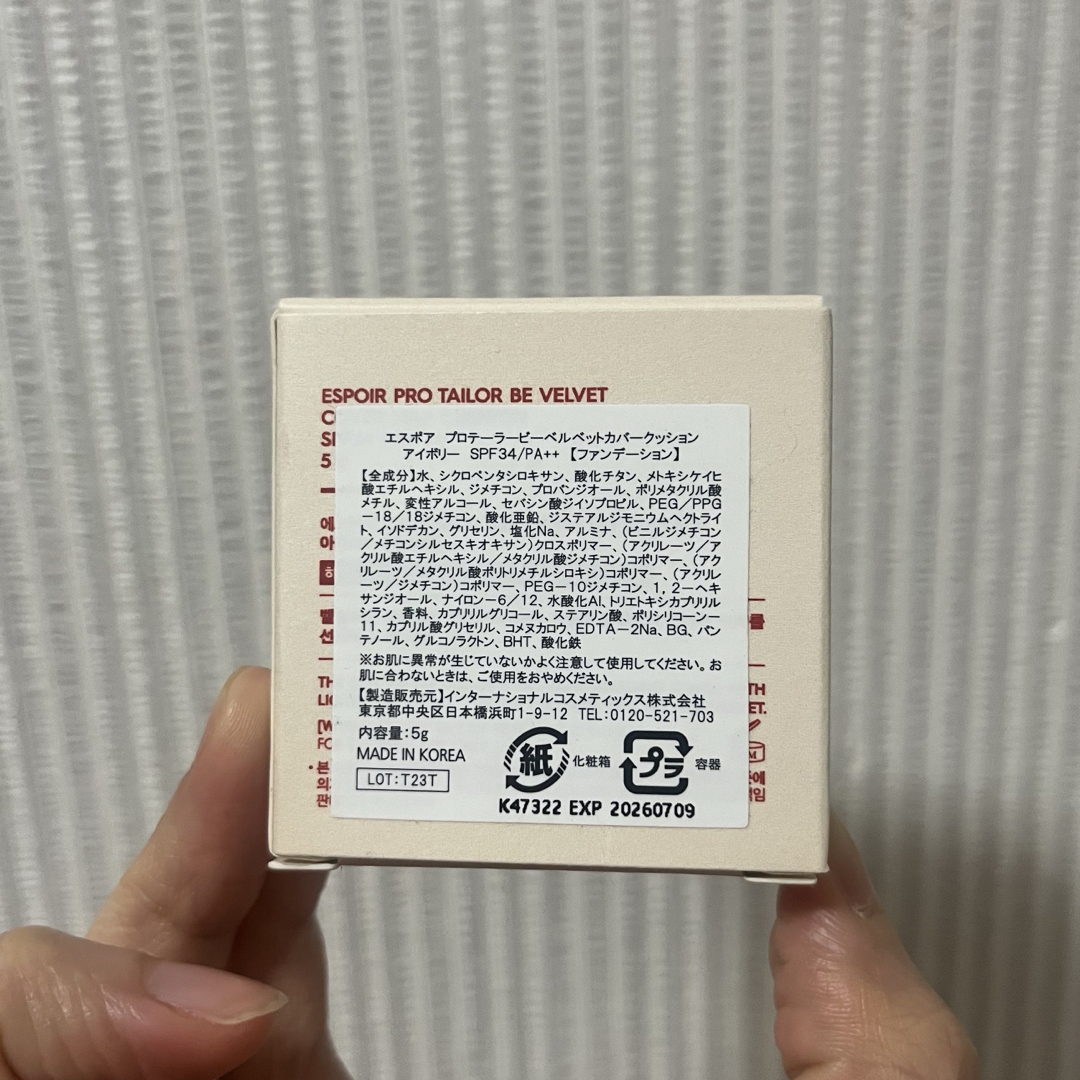 ESPOIR PRO TAILOR BE VELVET
エスポア プロテーラービーベルベットカバークッション
アイボリー SPF34/PA++ 【ファンデーション】
【全成分】水、シクロペンタシロキサン、酸化チタン、メトキシケイヒ
酸エチルヘキシル、ジメチコン、プロパンジオール、ポリメタクリル酸
メチル、変性アルコール、セバシン酸ジイソプロピル、PEG/PPG
-18/18ジメチコン、酸化亜鉛、ジステアルジモニウムヘクトライ
ト、イソドデカン、グリセリン、塩化Na、アルミナ、(ビニルジメチコン
/メチコンシルセスキオキサン)クロスポリマー、(アクリレーツ/ア
クリル酸エチルヘキシル/メタクリル酸ジメチコン)コポリマー、(アク
リレーツ/メタクリル酸ポリトリメチルシロキシ)コポリマー、(アクリレ
ーツ/ジメチコン)コポリマー、PEG-10ジメチコン、1,2-ヘキ
サンジオール、ナイロン-6/12、水酸化Al、トリエトキシカプリリル
シラン、香料、カプリリルグリコール、ステアリン酸、ポリシリコーン-
11、カプリル酸グリセリル、コメヌカロウ、EDTA-2Na、BG、パン
テノール、グルコノラクトン、BHT、酸化鉄
※お肌に異常が生じていないかよく注意して使用してください。お
肌に合わないときは、ご使用をおやめください。
【製造販売元】インターナショナルコスメティックス株式会社
東京都中央区日本橋浜町1-9-12 TEL:0120-521-703
内容量:5g
MADE IN KOREA
LOT:T23T
紙 化粧箱
プラ 容器
K47322 EXP 20260709